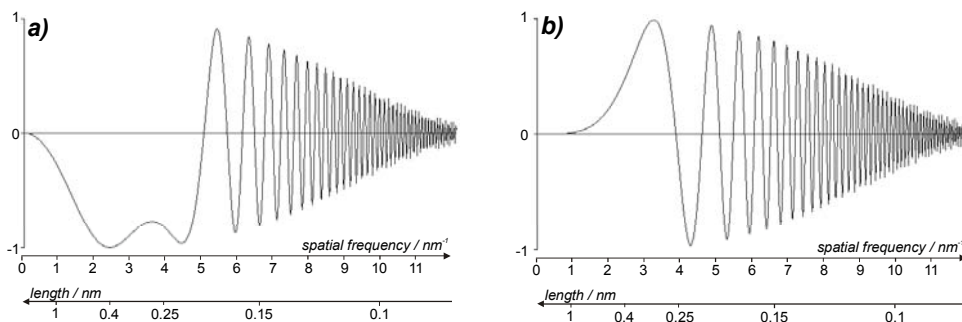 a)
1
0
-1
spatial frequency / nm⁻¹
0 1 2 3 4 5 6 7 8 9 10 11
length / nm
1 0.4 0.25 0.15 0.1
b)
1
0
-1
spatial frequency / nm⁻¹
0 1 2 3 4 5 6 7 8 9 10 11
length / nm
1 0.4 0.25 0.15 0.1